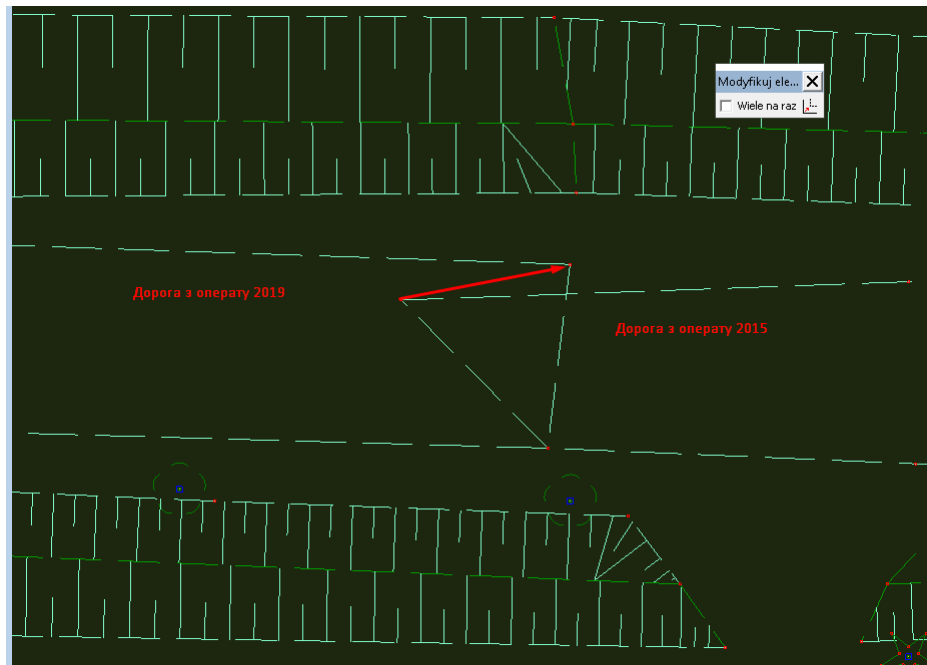 Modyfikuj ele...
Wiele na raz
Дорога з операту 2019
Дорога з операту 2015